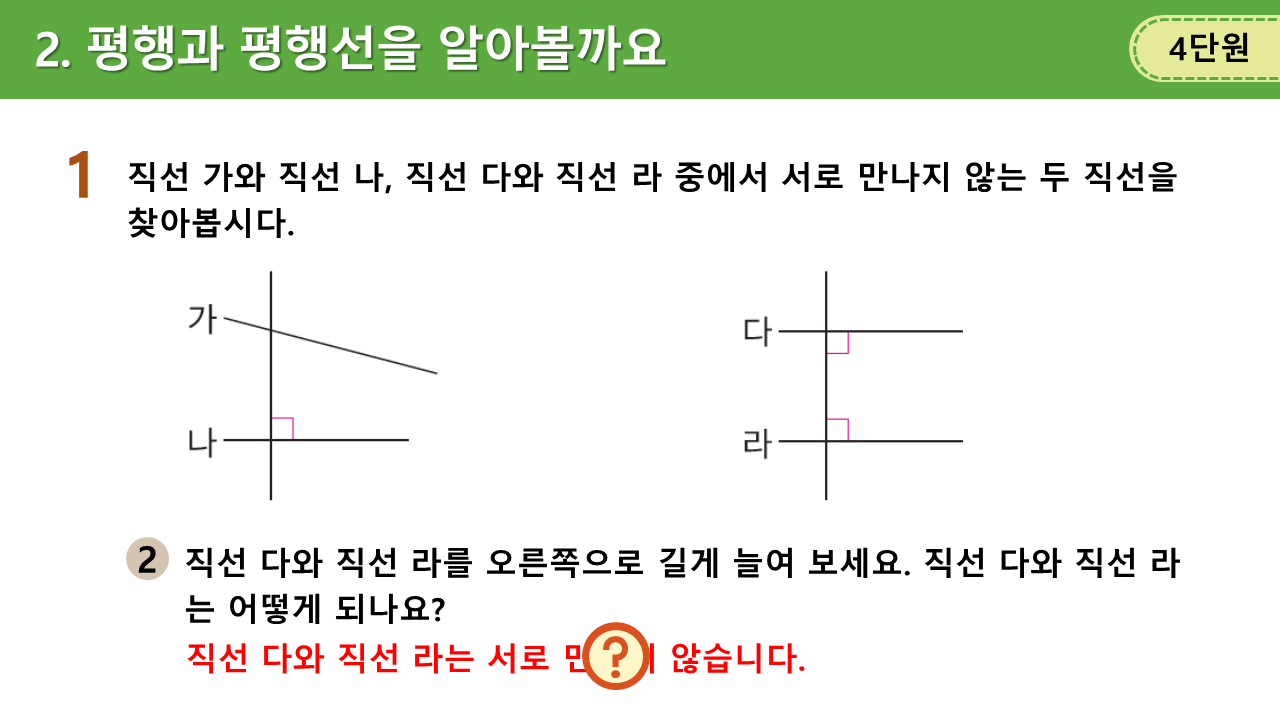 2. 평행과 평행선을 알아볼까요
4단원
1
직선 가와 직선 나, 직선 다와 직선 라 중에서 서로 만나지 않는 두 직선을
찾아봅시다.
가
나
다
라
2 직선 다와 직선 라를 오른쪽으로 길게 늘여 보세요. 직선 다와 직선 라
는 어떻게 되나요?
직선 다와 직선 라는 서로 ? 않습니다.